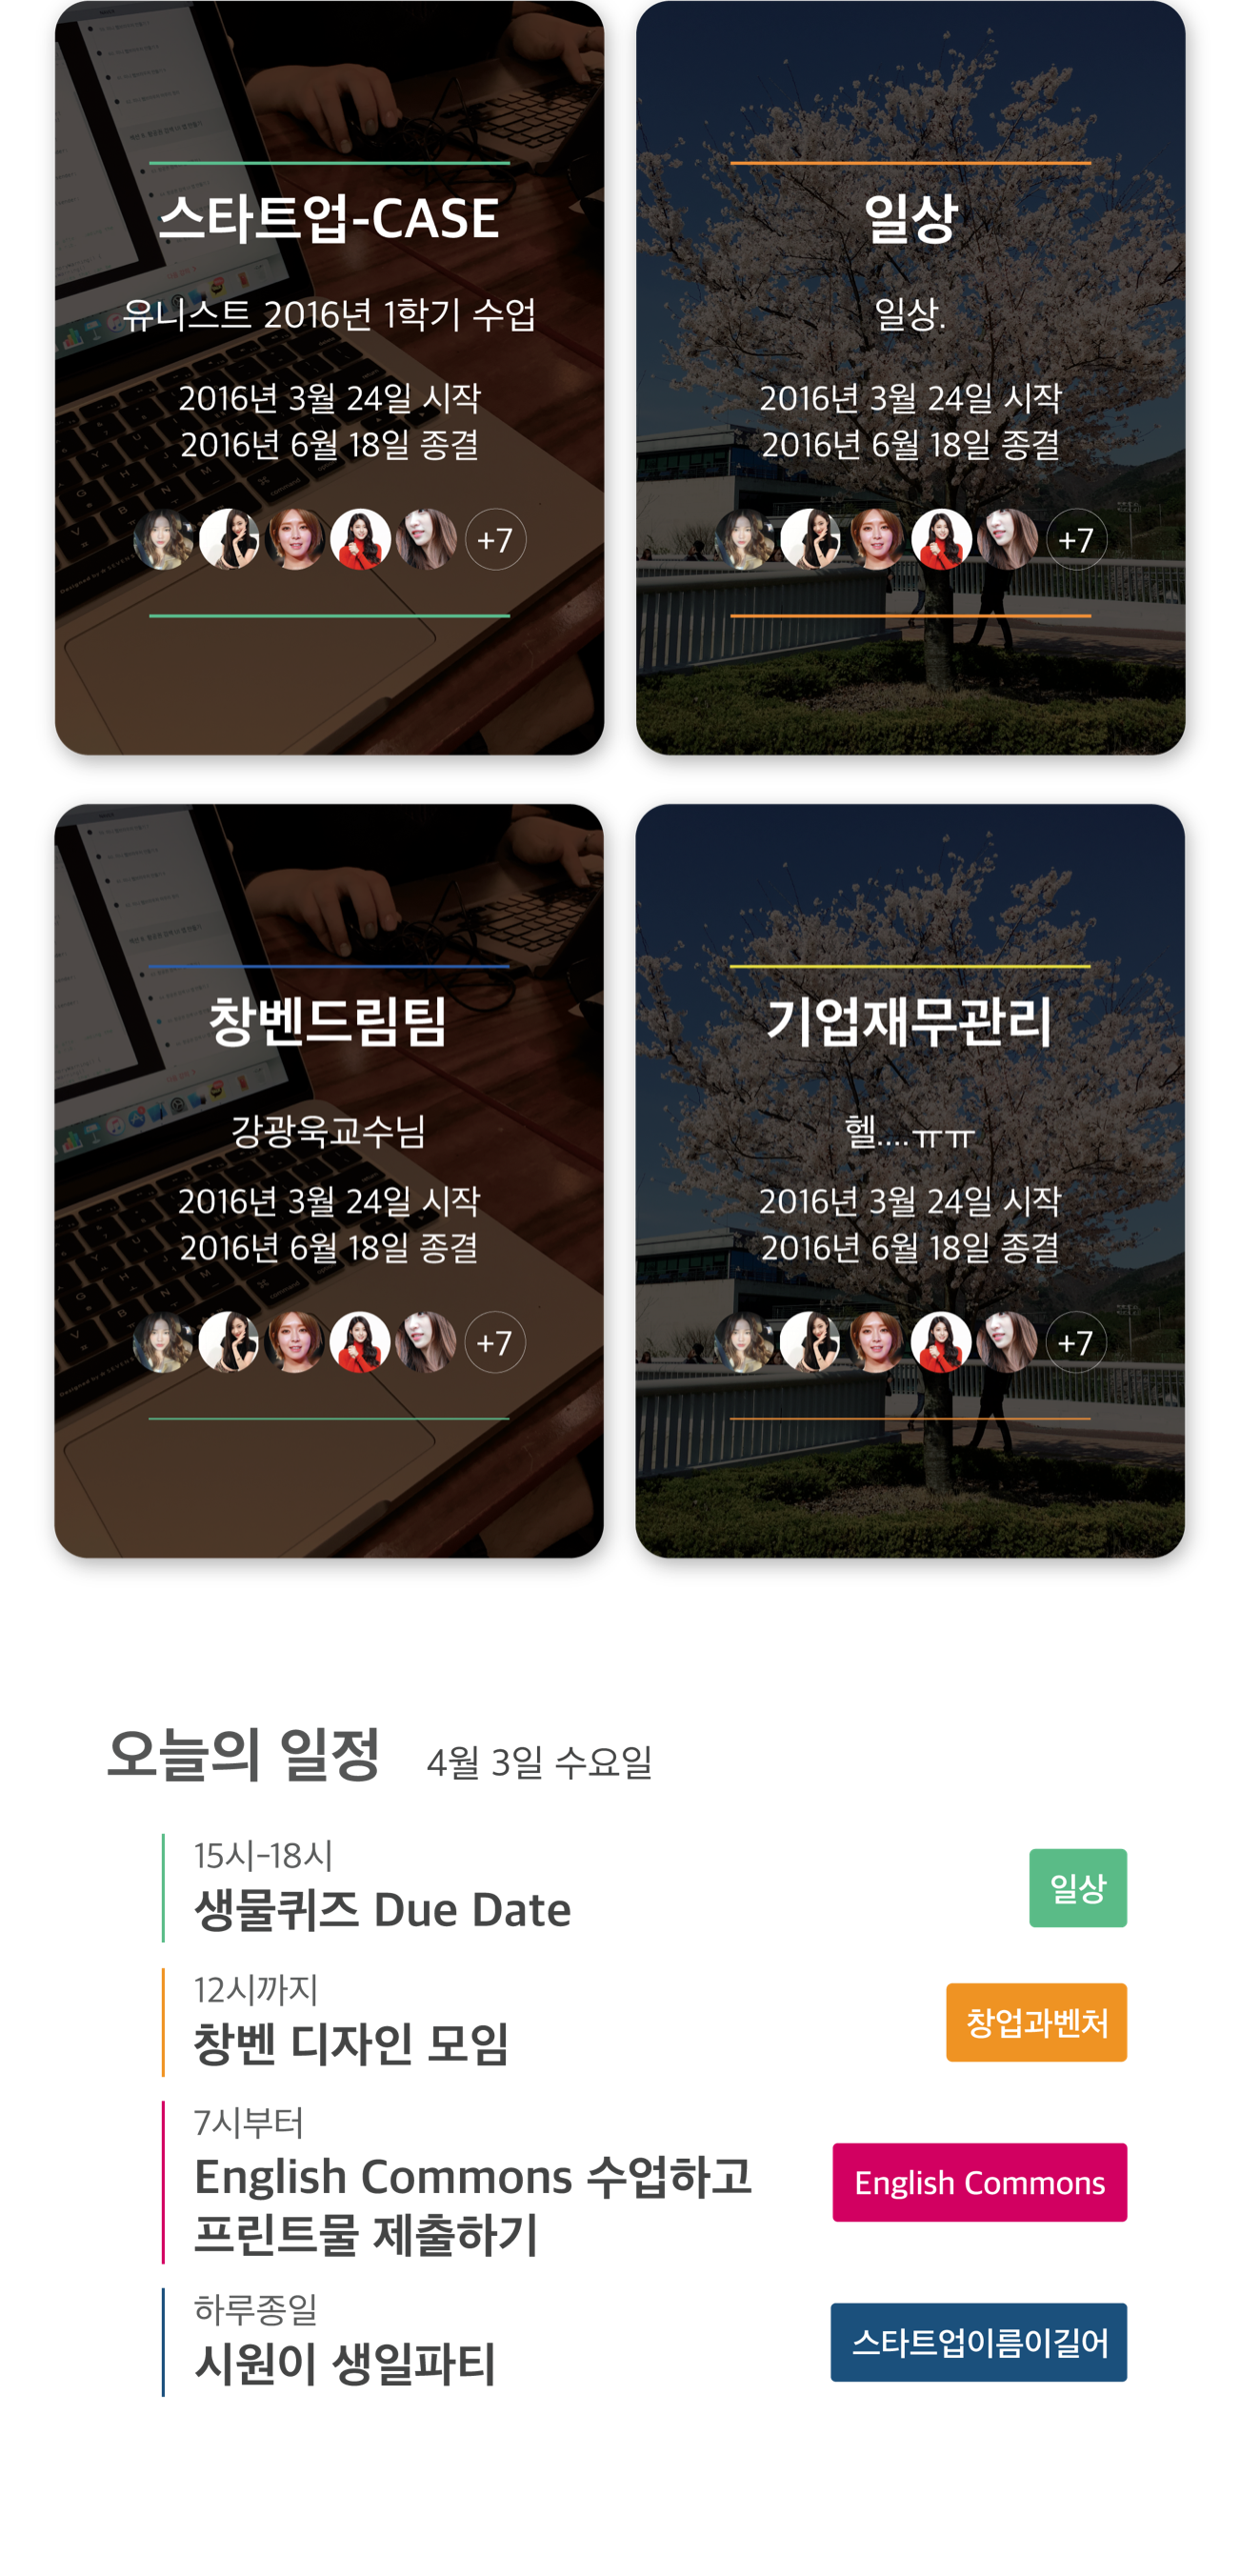 스타트업-CASE
유니스트 2016년 1학기 수업
2016년 3월 24일 시작
2016년 6월 18일 종결
+7
일상
일상.
2016년 3월 24일 시작
2016년 6월 18일 종결
+7
창벤드림팀
강광욱교수님
2016년 3월 24일 시작
2016년 6월 18일 종결
+7
기업재무관리
헬....ㅠㅠ
2016년 3월 24일 시작
2016년 6월 18일 종결
+7
오늘의 일정 4월 3일 수요일
15시-18시
생물퀴즈 Due Date
일상
12시까지
창벤 디자인 모임
창업과벤처
7시부터
English Commons 수업하고
프린트물 제출하기
English Commons
하루종일
시원이 생일파티
스타트업이름이길어